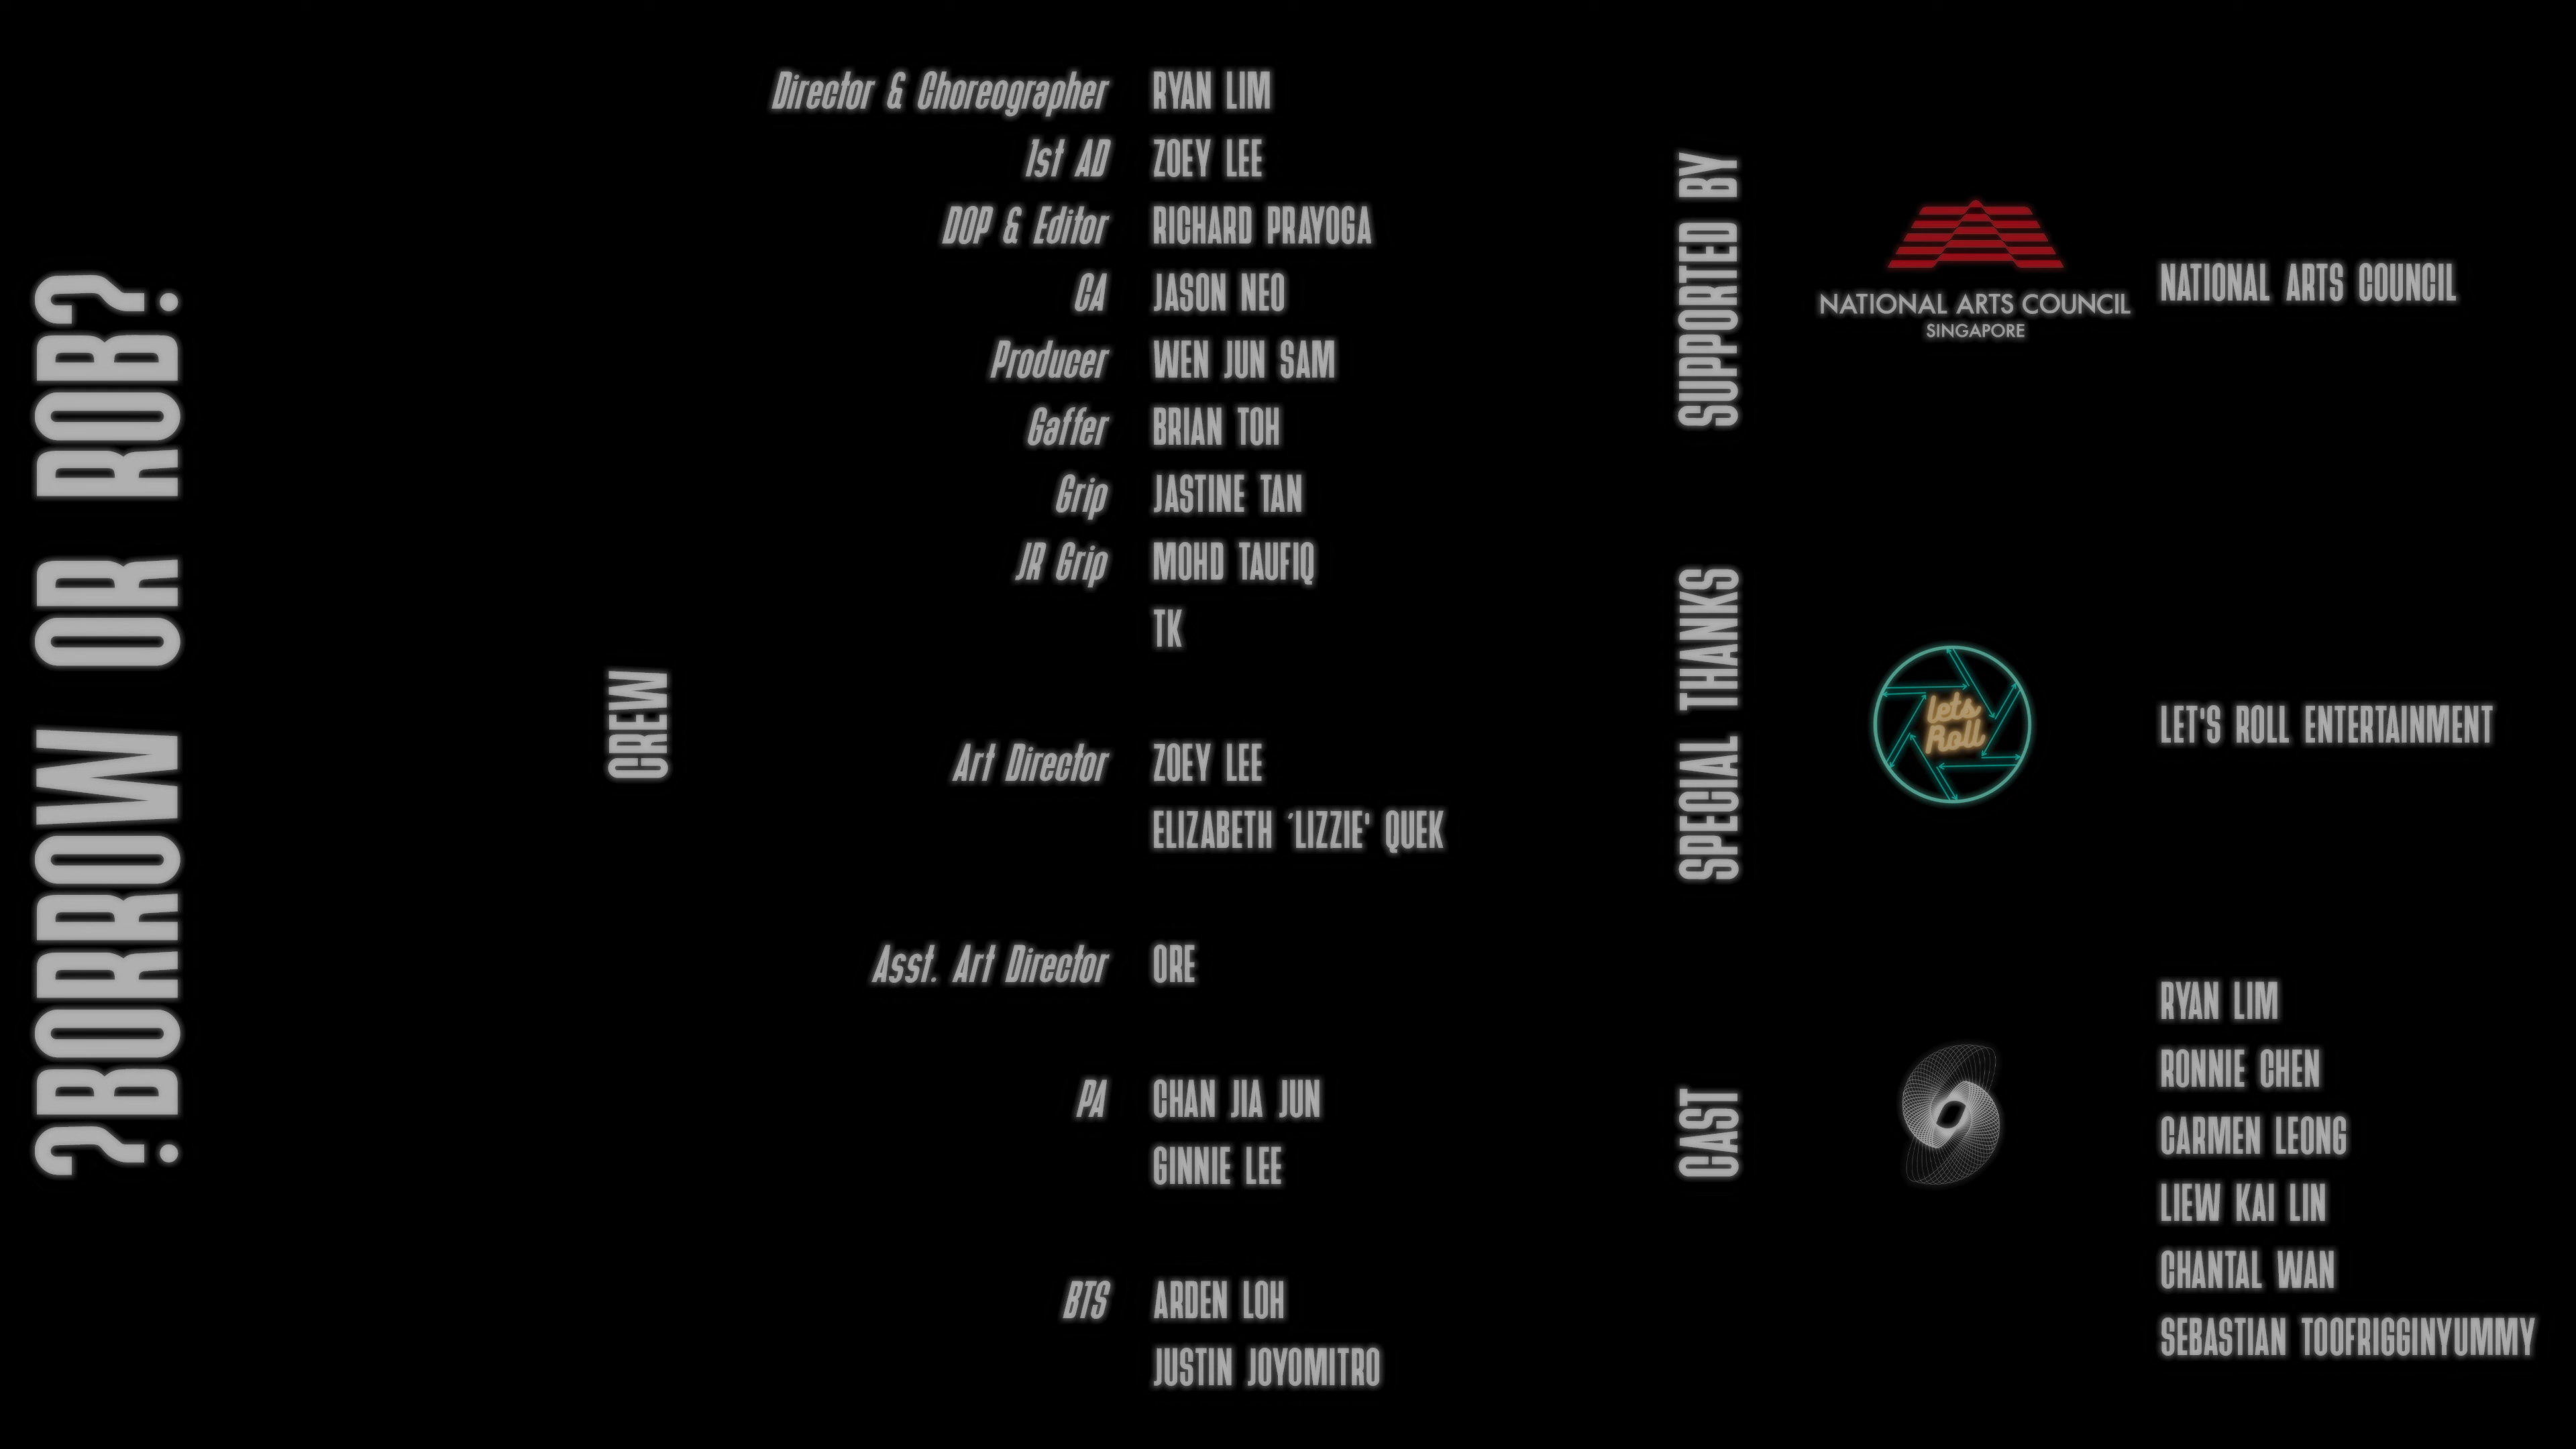 ?BORROW OR ROB?
CREW
Director & Choreographer RYAN LIM
1st AD ZOEY LEE
DOP & Editor RICHARD PRAYOGA
CA JASON NEO
Producer WEN JUN SAM
Gaffer BRIAN TOH
Grip JASTINE TAN
JR Grip MOHD TAUFIQ
TK
Art Director ZOEY LEE
ELIZABETH 'LIZZIE' QUEK
Asst. Art Director ORE
PA CHAN JIA JUN
GINNIE LEE
BTS ARDEN LOH
JUSTIN JOYOMITRO
SUPPORTED BY
NATIONAL ARTS COUNCIL
SINGAPORE
NATIONAL ARTS COUNCIL
SPECIAL THANKS
lets
Roll
LET'S ROLL ENTERTAINMENT
CAST
RYAN LIM
RONNIE CHEN
CARMEN LEONG
LIEW KAI LIN
CHANTAL WAN
SEBASTIAN TOOFRIGGINYUMMY